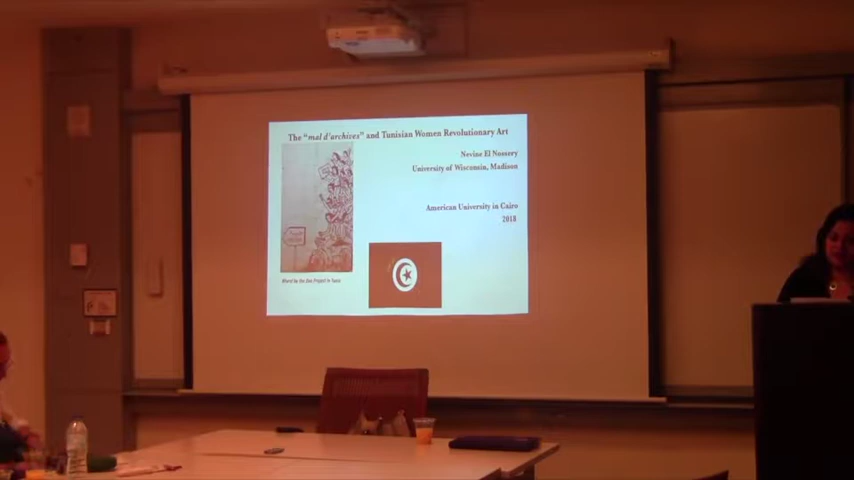 The "mal d'archives" and Tunisian Women Revolutionary Art
Nevine El Nossery
University of Wisconsin, Madison
American University in Cairo
2018